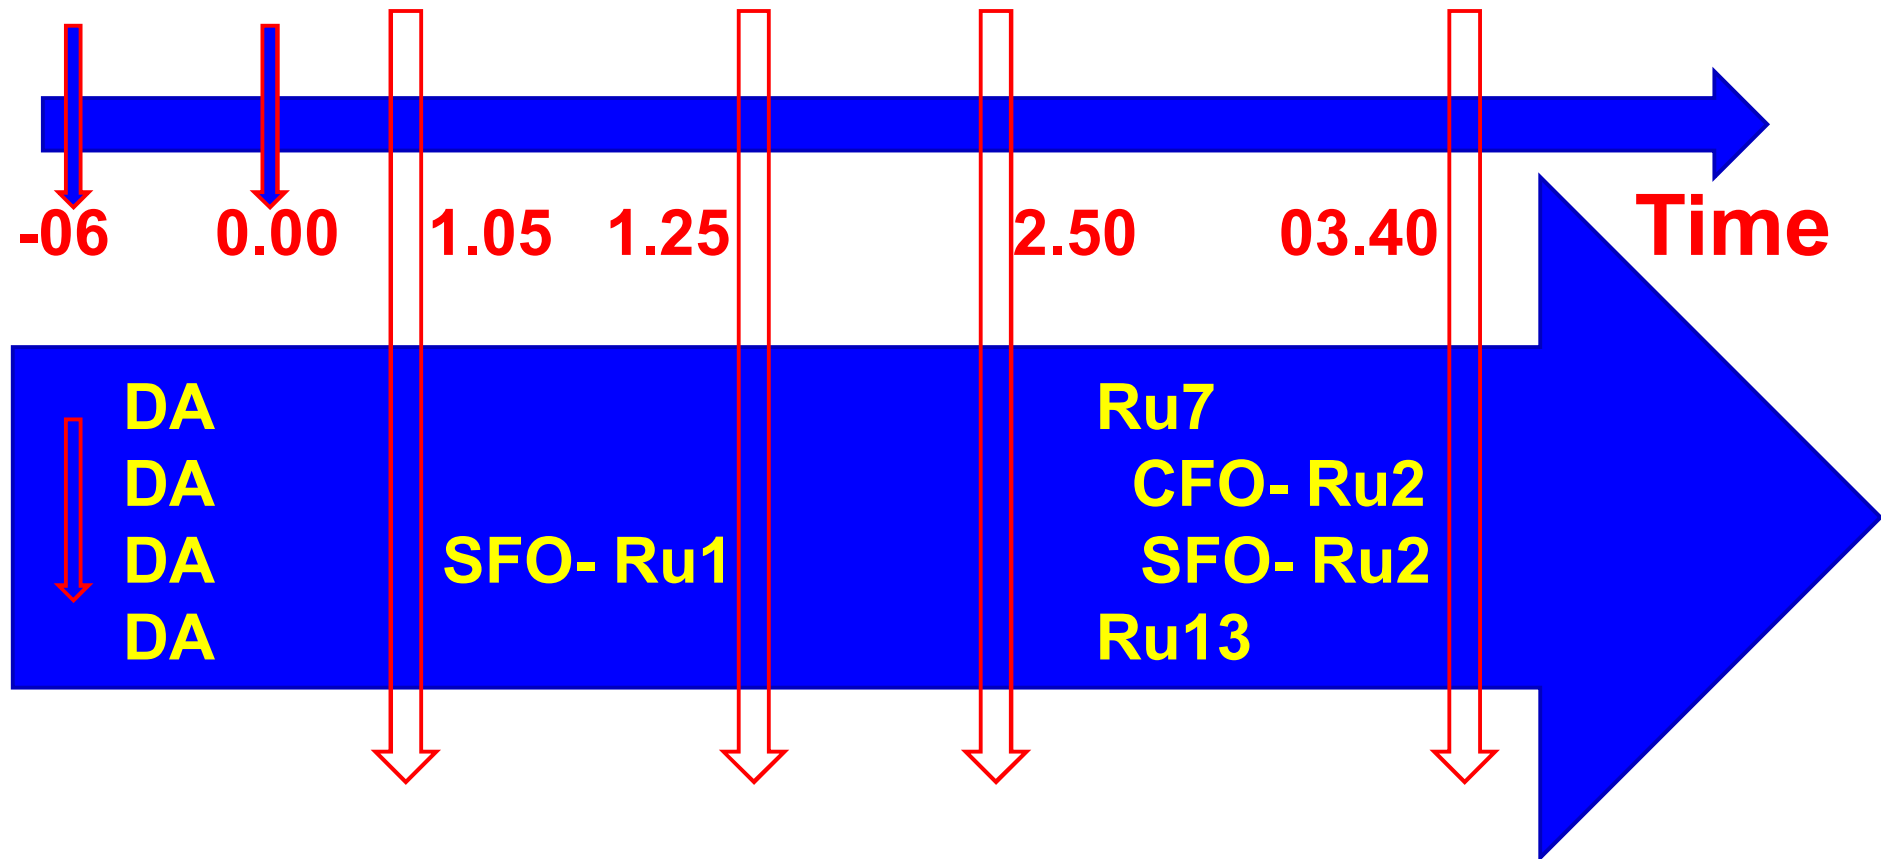 -06 0.00 1.05 1.25 2.50 03.40 Time
DA Ru7
DA CFO- Ru2
DA SFO- Ru1 SFO- Ru2
DA Ru13